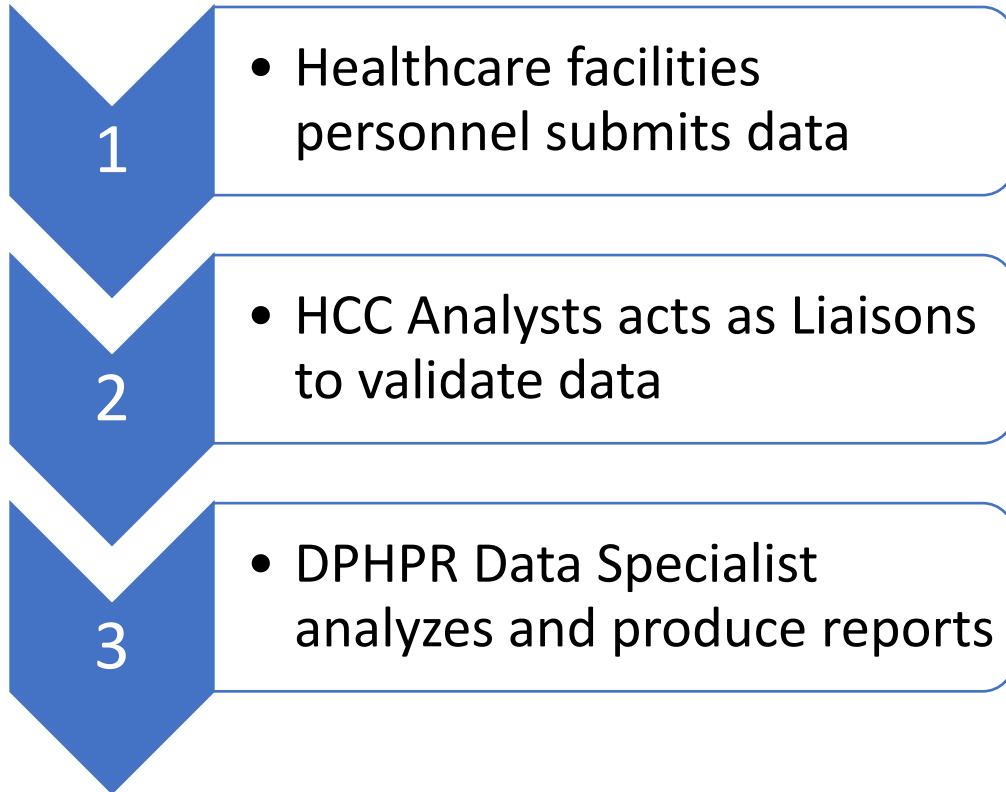 1
• Healthcare facilities
personnel submits data
2
• HCC Analysts acts as Liaisons
to validate data
3
• DPHPR Data Specialist
analyzes and produce reports